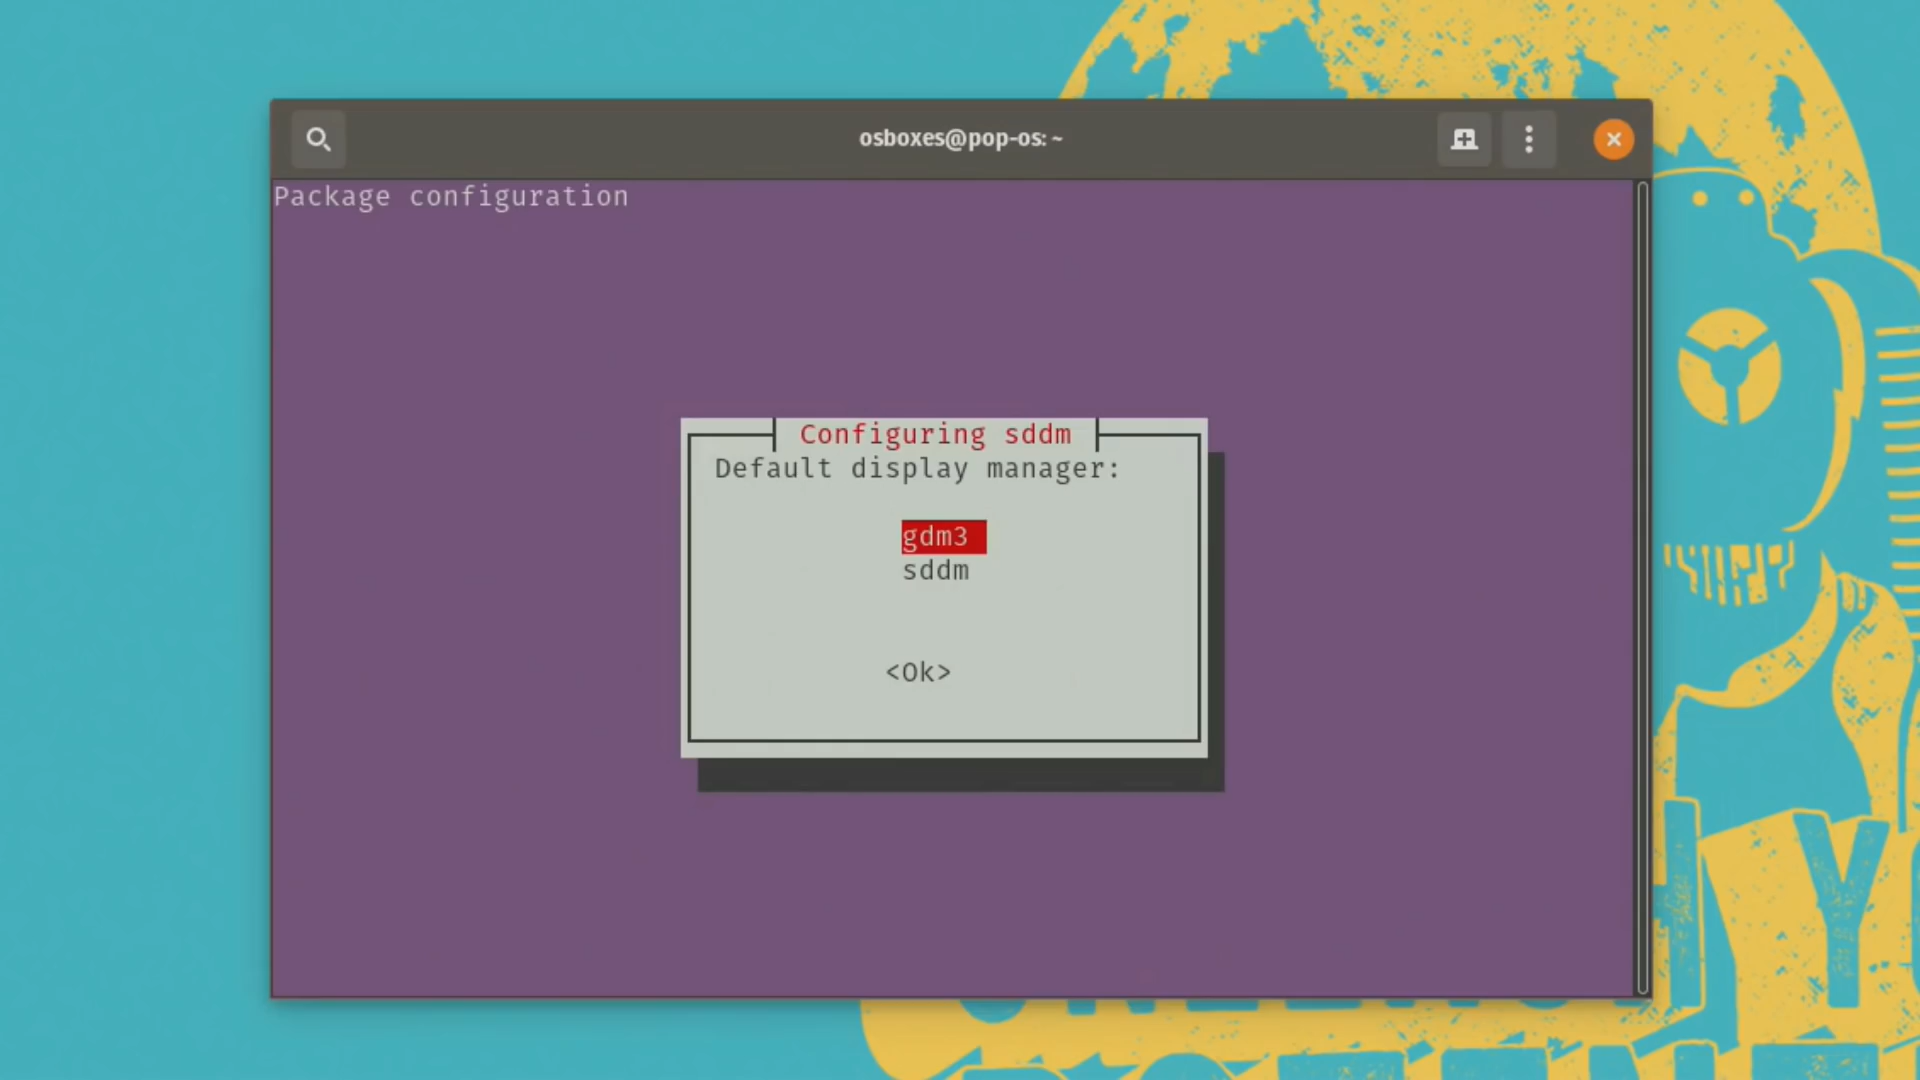 osboxes@pop-os: ~
Package configuration
Configuring sddm
Default display manager:
gdm3
sddm
<Ok>